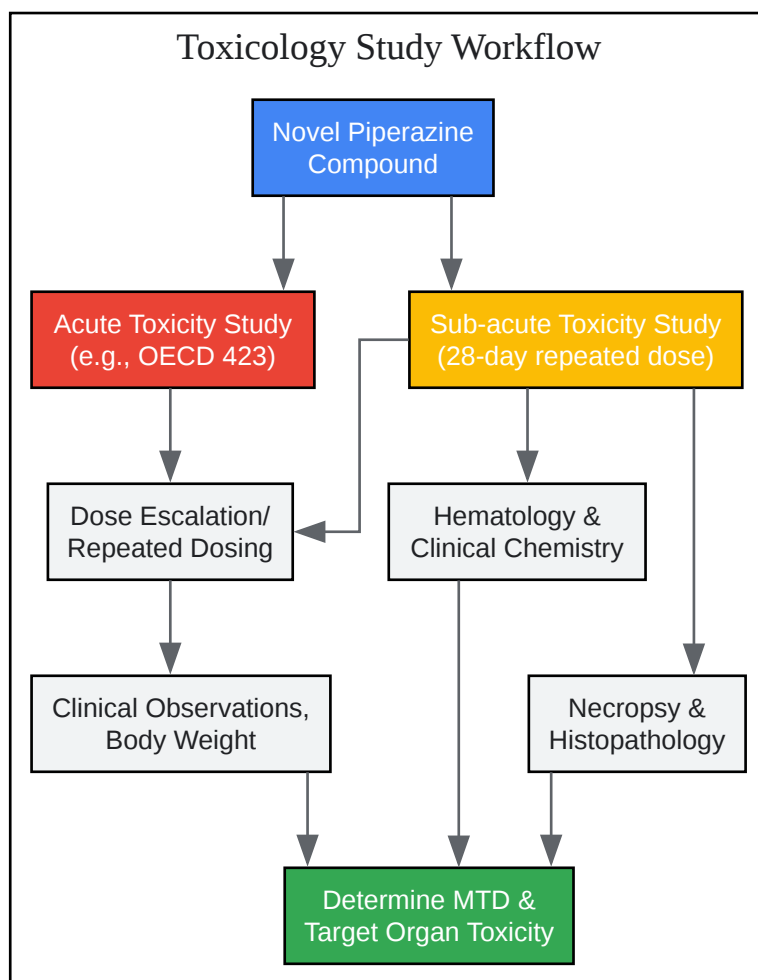 Toxicology Study Workflow
Novel Piperazine
Compound
Acute Toxicity Study
(e.g., OECD 423)
Sub-acute Toxicity Study
(28-day repeated dose)
Dose Escalation/
Repeated Dosing
Hematology &
Clinical Chemistry
Clinical Observations,
Body Weight
Necropsy &
Histopathology
Determine MTD &
Target Organ Toxicity